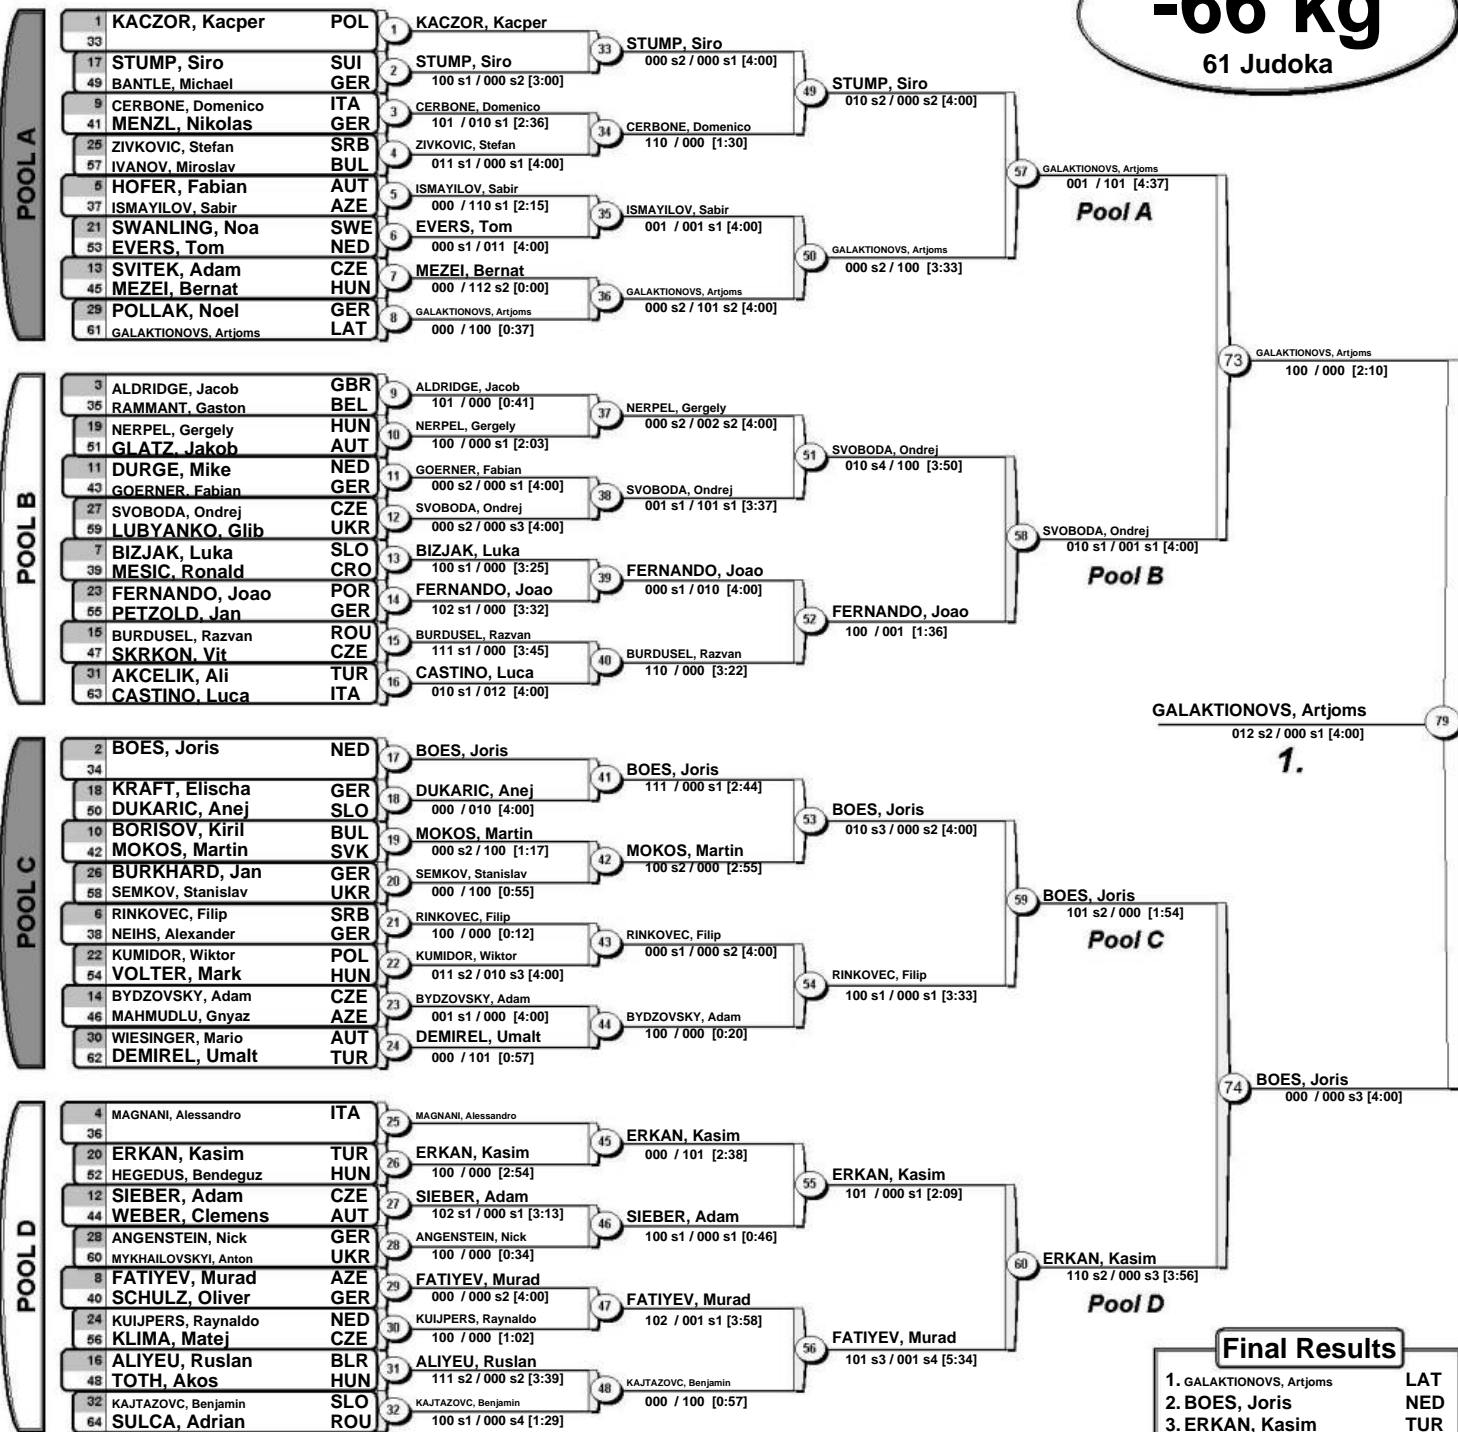 -66 kg
61 Judoka
POOL A
1 KACZOR, Kacper POL
33
17 STUMP, Siro SUI
49 BANTLE, Michael GER
9 CERBONE, Domenico ITA
41 MENZL, Nikolas GER
25 ZIVKOVIC, Stefan SRB
57 IVANOV, Miroslav BUL
5 HOFER, Fabian AUT
37 ISMAYILOV, Sabir AZE
21 SWANLING, Noa SWE
53 EVERS, Tom NED
13 SVITEK, Adam CZE
45 MEZEI, Bernat HUN
29 POLLAK, Noel GER
61 GALAKTIONOVS, Artjoms LAT
1 KACZOR, Kacper
2 STUMP, Siro
100 s1 / 000 s2 [3:00]
3 CERBONE, Domenico
101 / 010 s1 [2:36]
4 ZIVKOVIC, Stefan
011 s1 / 000 s1 [4:00]
5 ISMAYILOV, Sabir
000 / 110 s1 [2:15]
6 EVERS, Tom
000 s1 / 011 [4:00]
7 MEZEI, Bernat
000 / 112 s2 [0:00]
8 GALAKTIONOVS, Artjoms
000 / 100 [0:37]
33 STUMP, Siro
000 s2 / 000 s1 [4:00]
34 CERBONE, Domenico
110 / 000 [1:30]
35 ISMAYILOV, Sabir
001 / 001 s1 [4:00]
36 GALAKTIONOVS, Artjoms
000 s2 / 101 s2 [4:00]
49 STUMP, Siro
010 s2 / 000 s2 [4:00]
50 GALAKTIONOVS, Artjoms
000 s2 / 100 [3:33]
57 GALAKTIONOVS, Artjoms
001 / 101 [4:37]
Pool A
POOL B
3 ALDRIDGE, Jacob GBR
35 RAMMANT, Gaston BEL
19 NERPEL, Gergely HUN
51 GLATZ, Jakob AUT
11 DURGE, Mike NED
43 GOERNER, Fabian GER
27 SVOBODA, Ondrej CZE
59 LUBYANKO, Glib UKR
7 BIZJAK, Luka SLO
39 MESIC, Ronald CRO
23 FERNANDO, Joao POR
55 PETZOLD, Jan GER
15 BURDUSEL, Razvan ROU
47 SKRKON, Vit CZE
31 AKCELIK, Ali TUR
63 CASTINO, Luca ITA
9 ALDRIDGE, Jacob
101 / 000 [0:41]
10 NERPEL, Gergely
100 / 000 s1 [2:03]
11 GOERNER, Fabian
000 s2 / 000 s1 [4:00]
12 SVOBODA, Ondrej
000 s2 / 000 s3 [4:00]
13 BIZJAK, Luka
100 s1 / 000 [3:25]
14 FERNANDO, Joao
102 s1 / 000 [3:32]
15 BURDUSEL, Razvan
111 s1 / 000 [3:45]
16 CASTINO, Luca
010 s1 / 012 [4:00]
37 NERPEL, Gergely
000 s2 / 002 s2 [4:00]
38 SVOBODA, Ondrej
001 s1 / 101 s1 [3:37]
39 FERNANDO, Joao
000 s1 / 010 [4:00]
40 BURDUSEL, Razvan
110 / 000 [3:22]
51 SVOBODA, Ondrej
010 s4 / 100 [3:50]
52 FERNANDO, Joao
100 / 001 [1:36]
58 SVOBODA, Ondrej
010 s1 / 001 s1 [4:00]
Pool B
73 GALAKTIONOVS, Artjoms
100 / 000 [2:10]
GALAKTIONOVS, Artjoms 79
012 s2 / 000 s1 [4:00]
1.
POOL C
2 BOES, Joris NED
34
18 KRAFT, Elischa GER
50 DUKARIC, Anej SLO
10 BORISOV, Kiril BUL
42 MOKOS, Martin SVK
26 BURKHARD, Jan GER
58 SEMKOV, Stanislav UKR
6 RINKOVEC, Filip SRB
38 NEIHS, Alexander GER
22 KUMIDOR, Wiktor POL
54 VOLTER, Mark HUN
14 BYDZOVSKY, Adam CZE
46 MAHMUDLU, Gnyaz AZE
30 WIESINGER, Mario AUT
62 DEMIREL, Umalt TUR
17 BOES, Joris
18 DUKARIC, Anej
000 / 010 [4:00]
19 MOKOS, Martin
000 s2 / 100 [1:17]
20 SEMKOV, Stanislav
000 / 100 [0:55]
21 RINKOVEC, Filip
100 / 000 [0:12]
22 KUMIDOR, Wiktor
011 s2 / 010 s3 [4:00]
23 BYDZOVSKY, Adam
001 s1 / 000 [4:00]
24 DEMIREL, Umalt
000 / 101 [0:57]
41 BOES, Joris
111 / 000 s1 [2:44]
42 MOKOS, Martin
100 s2 / 000 [2:55]
43 RINKOVEC, Filip
000 s1 / 000 s2 [4:00]
44 BYDZOVSKY, Adam
100 / 000 [0:20]
53 BOES, Joris
010 s3 / 000 s2 [4:00]
54 RINKOVEC, Filip
100 s1 / 000 s1 [3:33]
59 BOES, Joris
101 s2 / 000 [1:54]
Pool C
74 BOES, Joris
000 / 000 s3 [4:00]
POOL D
4 MAGNANI, Alessandro ITA
36
20 ERKAN, Kasim TUR
52 HEGEDUS, Bendeguz HUN
12 SIEBER, Adam CZE
44 WEBER, Clemens AUT
28 ANGENSTEIN, Nick GER
60 MYKHAILOVSKYI, Anton UKR
8 FATIYEV, Murad AZE
40 SCHULZ, Oliver GER
24 KUIJPERS, Raynaldo NED
56 KLIMA, Matej CZE
16 ALIYEU, Ruslan BLR
48 TOTH, Akos HUN
32 KAJTAZOVC, Benjamin SLO
64 SULCA, Adrian ROU
25 MAGNANI, Alessandro
26 ERKAN, Kasim
100 / 000 [2:54]
27 SIEBER, Adam
102 s1 / 000 s1 [3:13]
28 ANGENSTEIN, Nick
100 / 000 [0:34]
29 FATIYEV, Murad
000 / 000 s2 [4:00]
30 KUIJPERS, Raynaldo
100 / 000 [1:02]
31 ALIYEU, Ruslan
111 s2 / 000 s2 [3:39]
32 KAJTAZOVC, Benjamin
100 s1 / 000 s4 [1:29]
45 ERKAN, Kasim
000 / 101 [2:38]
46 SIEBER, Adam
100 s1 / 000 s1 [0:46]
47 FATIYEV, Murad
102 / 001 s1 [3:58]
48 KAJTAZOVC, Benjamin
000 / 100 [0:57]
55 ERKAN, Kasim
101 / 000 s1 [2:09]
56 FATIYEV, Murad
101 s3 / 001 s4 [5:34]
60 ERKAN, Kasim
110 s2 / 000 s3 [3:56]
Pool D
Final Results
1. GALAKTIONOVS, Artjoms LAT
2. BOES, Joris NED
3. ERKAN, Kasim TUR